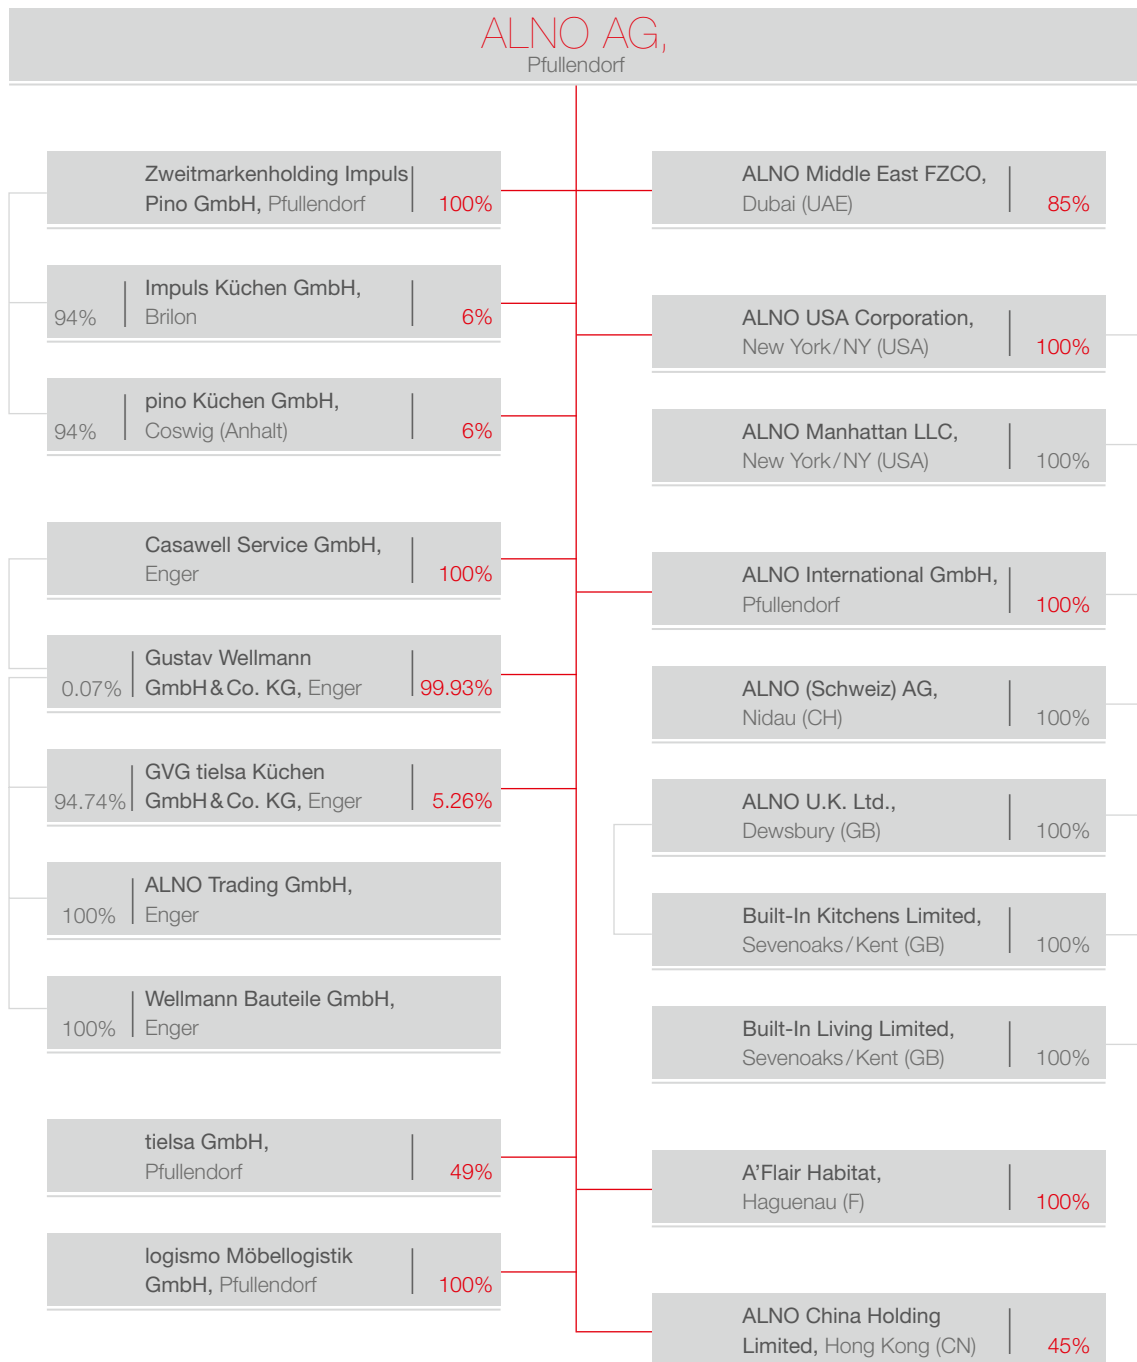 ALNO AG,
Pfullendorf
Zweitmarkenholding Impuls
Pino GmbH, Pfullendorf
100%
94%
Impuls Küchen GmbH,
Brilon
6%
94%
pino Küchen GmbH,
Coswig (Anhalt)
6%
Casawell Service GmbH,
Enger
100%
0.07%
Gustav Wellmann
GmbH & Co. KG, Enger
99.93%
94.74%
GVG tielsa Küchen
GmbH & Co. KG, Enger
5.26%
100%
ALNO Trading GmbH,
Enger
100%
Wellmann Bauteile GmbH,
Enger
tielsa GmbH,
Pfullendorf
49%
logismo Möbellogistik
GmbH, Pfullendorf
100%
ALNO Middle East FZCO,
Dubai (UAE)
85%
ALNO USA Corporation,
New York/NY (USA)
100%
ALNO Manhattan LLC,
New York/NY (USA)
100%
ALNO International GmbH,
Pfullendorf
100%
ALNO (Schweiz) AG,
Nidau (CH)
100%
ALNO U.K. Ltd.,
Dewsbury (GB)
100%
Built-In Kitchens Limited,
Sevenoaks/Kent (GB)
100%
Built-In Living Limited,
Sevenoaks/Kent (GB)
100%
A'Flair Habitat,
Haguenau (F)
100%
ALNO China Holding
Limited, Hong Kong (CN)
45%